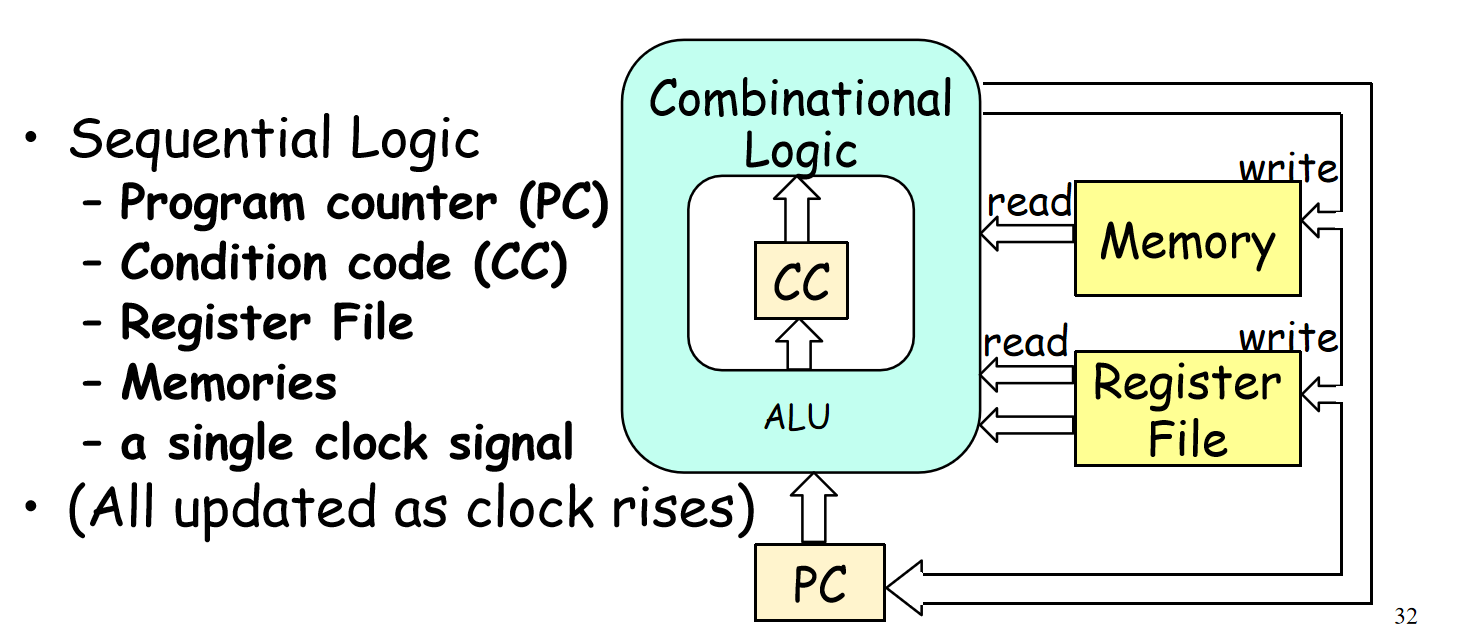 • Sequential Logic
– Program counter (PC)
– Condition code (CC)
– Register File
– Memories
– a single clock signal
• (All updated as clock rises)
Combinational
Logic
CC
ALU
read
write
Memory
read
write
Register
File
PC
32